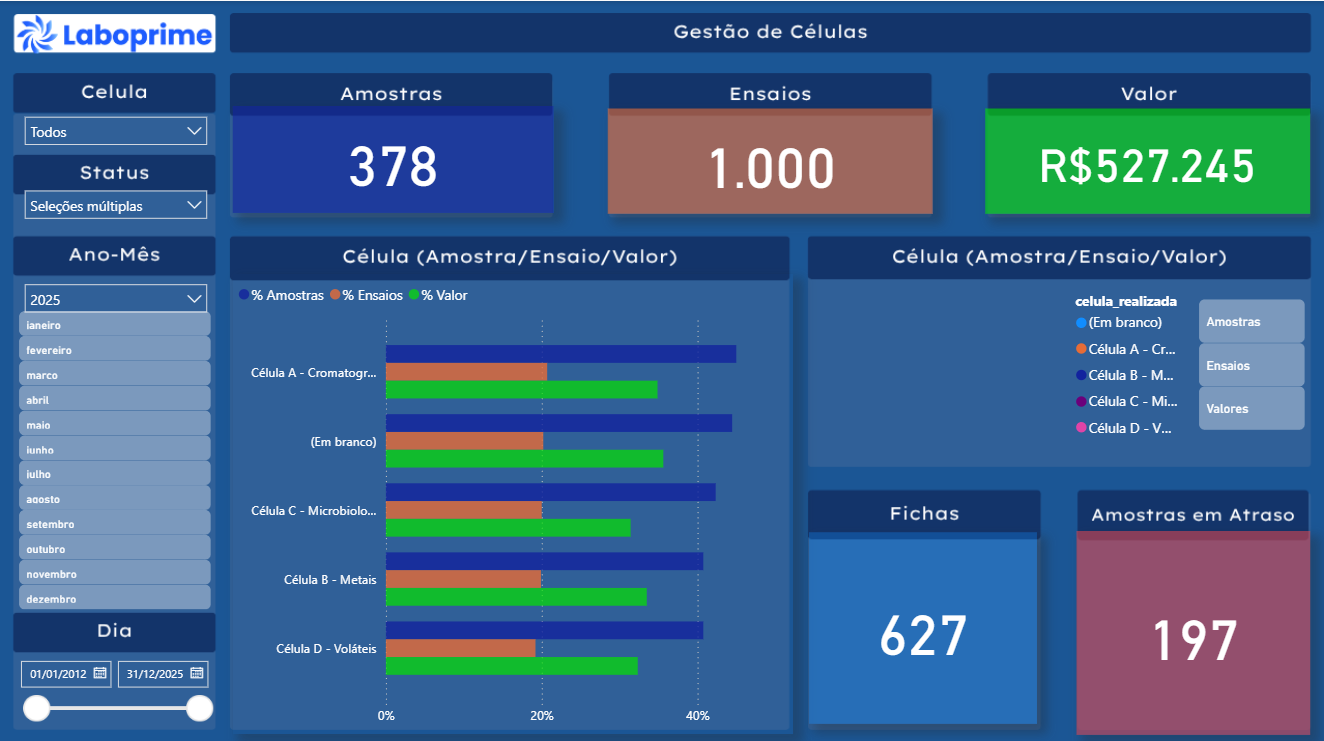 Laboprime
Gestão de Células
Celula
Todos
Status
Seleções múltiplas
Ano-Mês
2025
janeiro
fevereiro
março
abril
maio
junho
julho
agosto
setembro
outubro
novembro
dezembro
Dia
01/01/2012
31/12/2025
Amostras
378
Ensaios
1.000
Valor
R$527.245
Célula (Amostra/Ensaio/Valor)
% Amostras % Ensaios % Valor
Célula A - Cromatogr...
(Em branco)
Célula C - Microbiolo...
Célula B - Metais
Célula D - Voláteis
0% 20% 40%
Célula (Amostra/Ensaio/Valor)
celula_realizada
(Em branco)
Célula A - Cr...
Célula B - M...
Célula C - Mi...
Célula D - V...
Amostras
Ensaios
Valores
Fichas
627
Amostras em Atraso
197